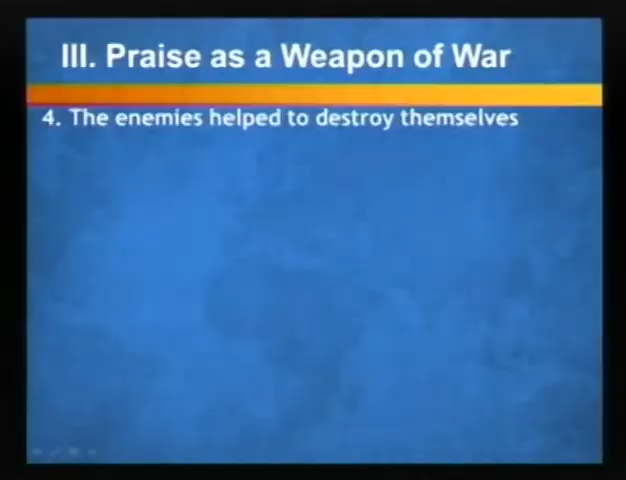 III. Praise as a Weapon of War
4. The enemies helped to destroy themselves